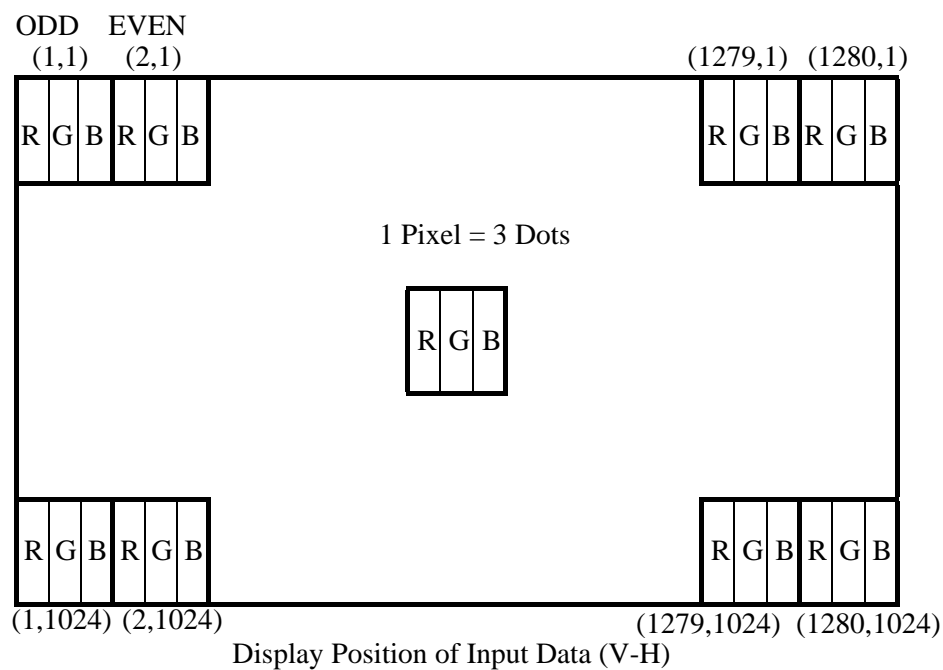 ODD EVEN
(1,1) (2,1) (1279,1) (1280,1)
R G B R G B R G B R G B
1 Pixel = 3 Dots
R G B
R G B R G B R G B R G B
(1,1024) (2,1024) (1279,1024) (1280,1024)
Display Position of Input Data (V-H)